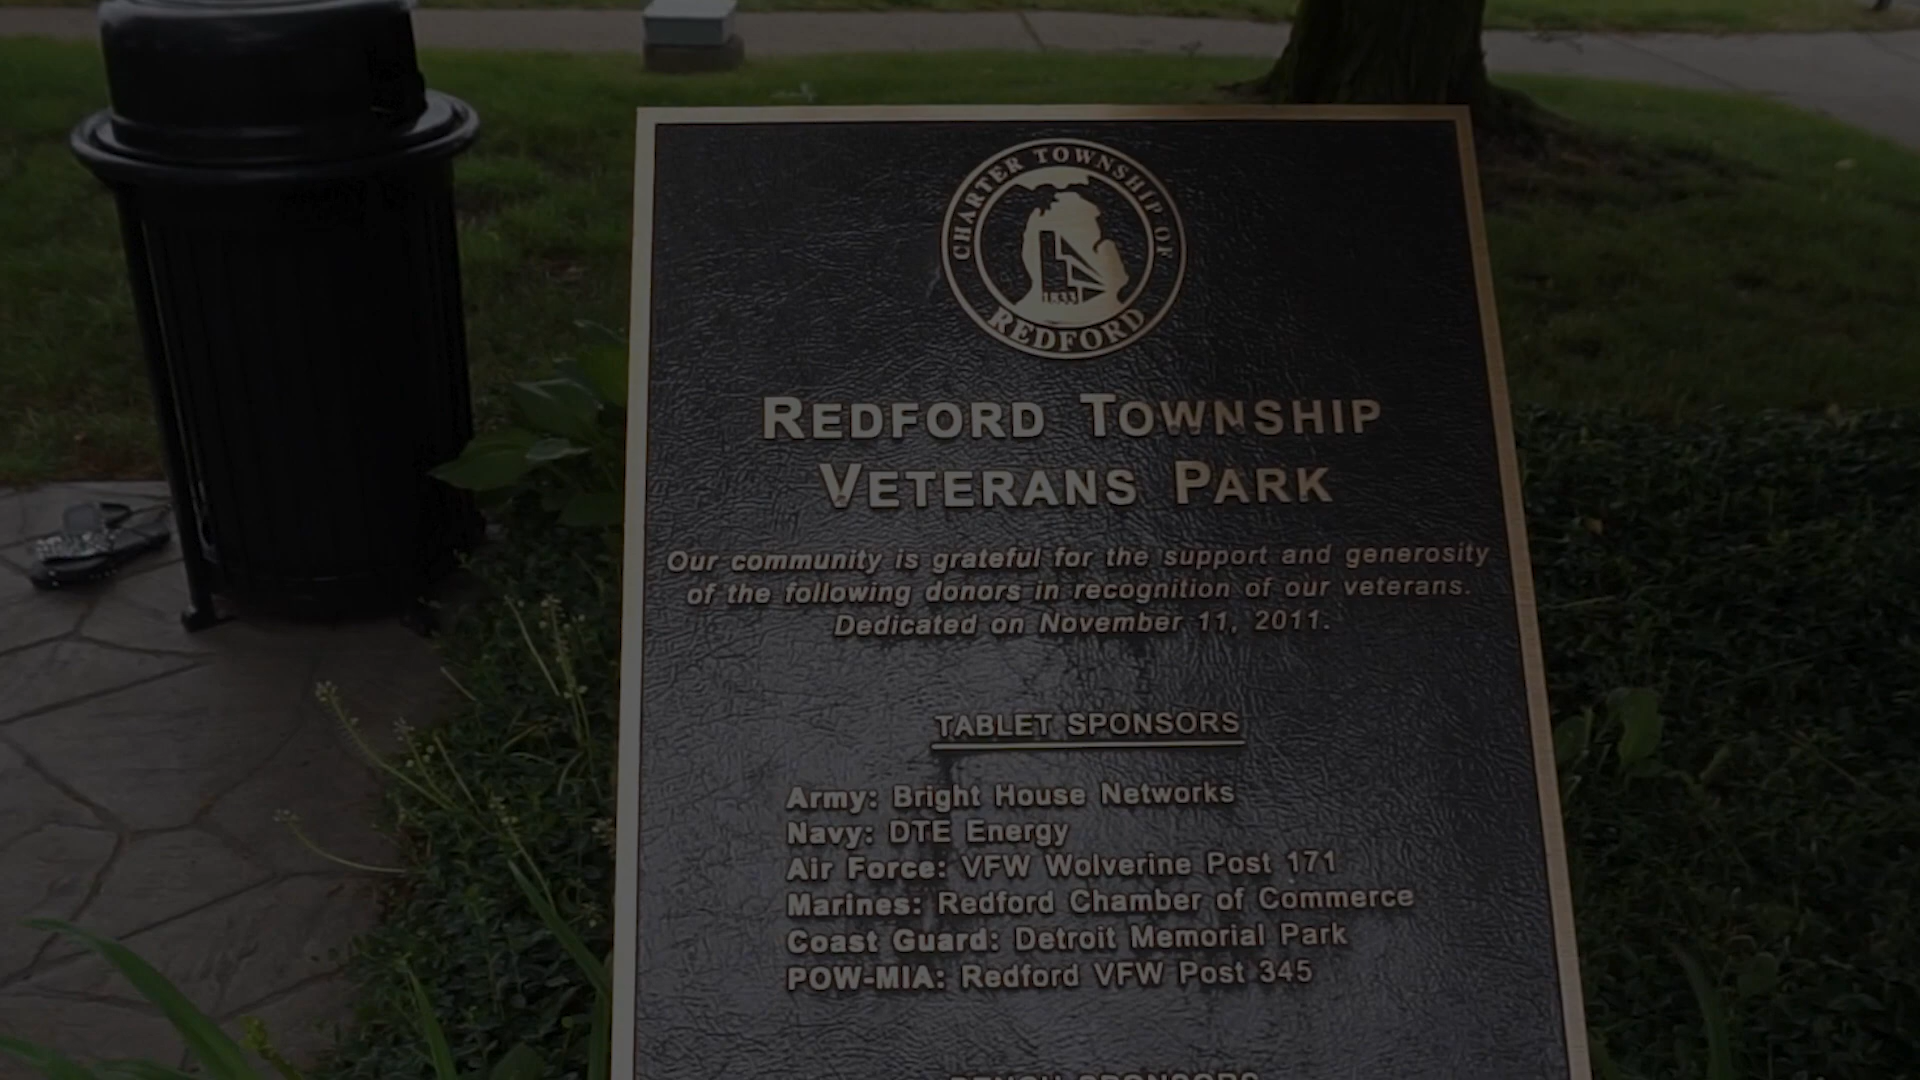 CHARTER TOWNSHIP OF
1833
REDFORD
REDFORD TOWNSHIP
VETERANS PARK
Our community is grateful for the support and generosity
of the following donors in recognition of our veterans.
Dedicated on November 11, 2011.
TABLET SPONSORS
Army: Bright House Networks
Navy: DTE Energy
Air Force: VFW Wolverine Post 171
Marines: Redford Chamber of Commerce
Coast Guard: Detroit Memorial Park
POW-MIA: Redford VFW Post 345
BENCH SPONSORS